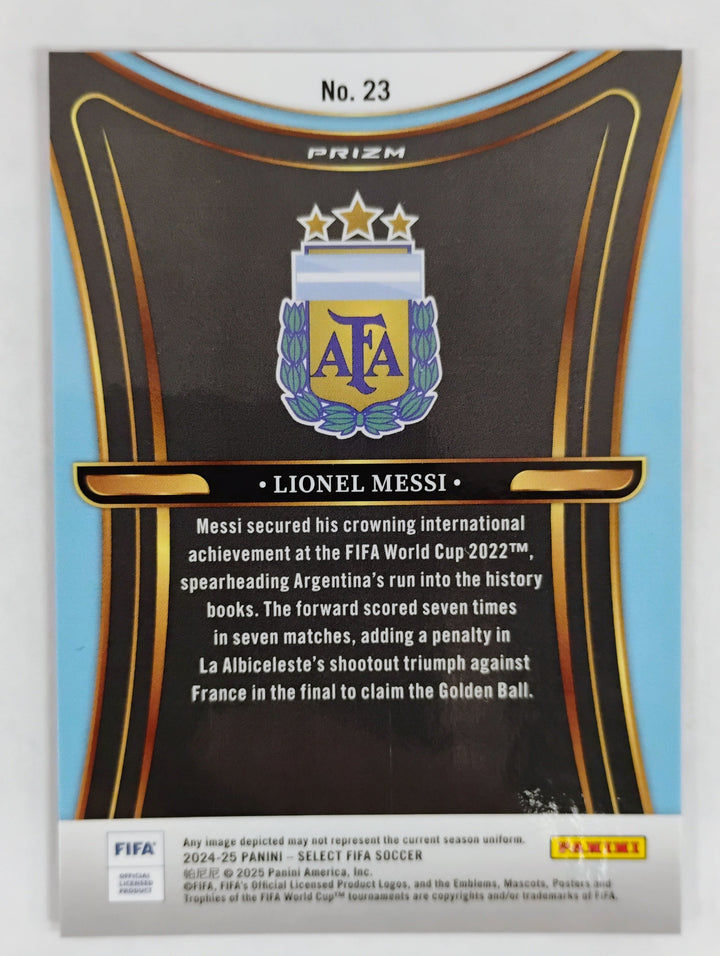 No. 23
PRIZM
AFA
• LIONEL MESSI •
Messi secured his crowning international
achievement at the FIFA World Cup 2022™,
spearheading Argentina's run into the history
books. The forward scored seven times
in seven matches, adding a penalty in
La Albiceleste's shootout triumph against
France in the final to claim the Golden Ball.
FIFA®
OFFICIAL
LICENSED
PRODUCT
Any image depicted may not represent the current season uniform.
2024-25 PANINI – SELECT FIFA SOCCER
帕尼尼 © 2025 Panini America, Inc.
©FIFA, FIFA's Official Licensed Product Logos, and the Emblems, Mascots, Posters and
Trophies of the FIFA World Cup™ tournaments are copyrights and/or trademarks of FIFA.
PANINI